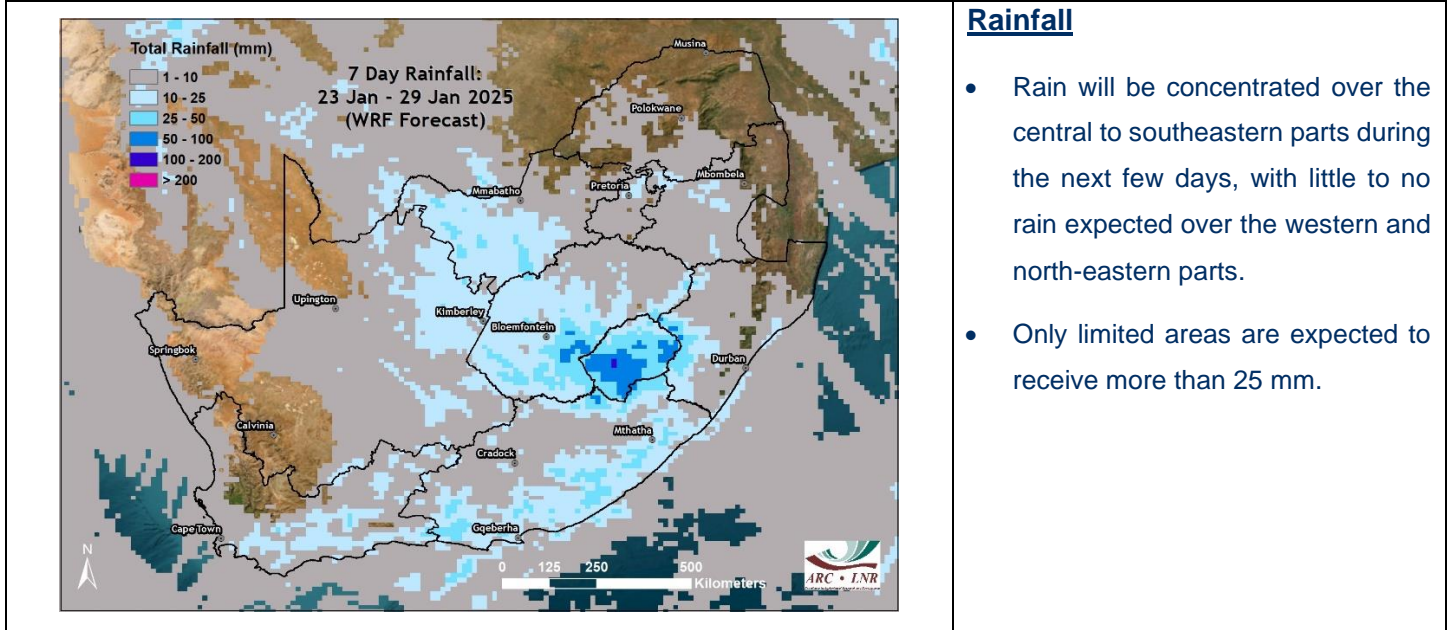 Total Rainfall (mm)
1 - 10
10 - 25
25 - 50
50 - 100
100 - 200
> 200
7 Day Rainfall:
23 Jan - 29 Jan 2025
(WRF Forecast)
Musina
Polokwane
Mbombela
Pretoria
Mmabatho
Upington
Kimberley
Bloemfontein
Springbok
Durban
Calvinia
Mthatha
Cradock
Cape Town
Gqeberha
N
0 125 250 500
Kilometers
ARC • LNR
Rainfall
• Rain will be concentrated over the
central to southeastern parts during
the next few days, with little to no
rain expected over the western and
north-eastern parts.
• Only limited areas are expected to
receive more than 25 mm.